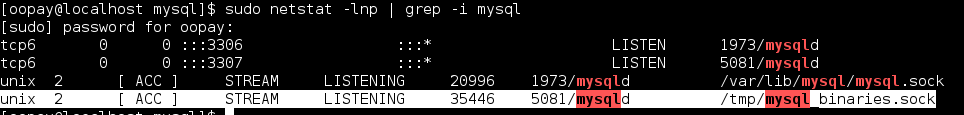 [oopay@localhost mysql]$ sudo netstat -lnp | grep -i mysql
[sudo] password for oopay:
tcp6 0 0 :::3306 :::* LISTEN 1973/mysqld
tcp6 0 0 :::3307 :::* LISTEN 5081/mysqld
unix 2 [ ACC ] STREAM LISTENING 20996 1973/mysqld /var/lib/mysql/mysql.sock
unix 2 [ ACC ] STREAM LISTENING 35446 5081/mysqld /tmp/mysql_binaries.sock
[oopay@localhost mysql]$